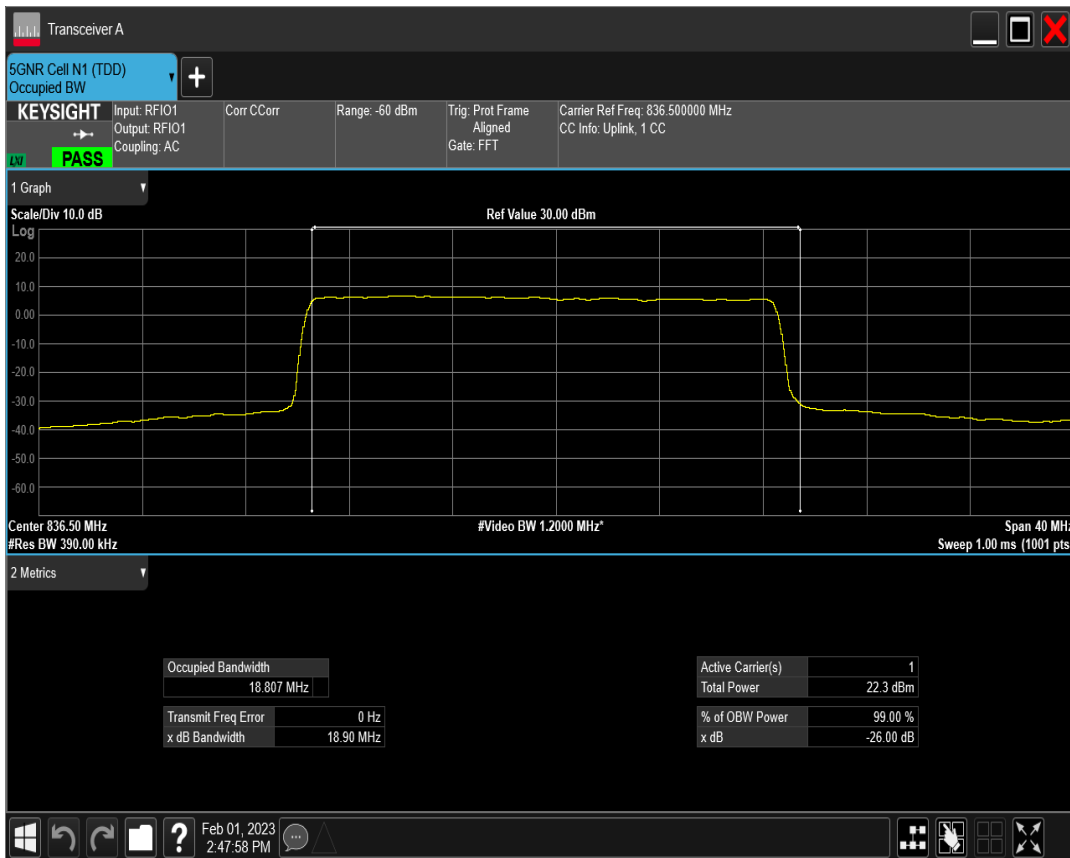 Transceiver A
5GNR Cell N1 (TDD)
Occupied BW
+
KEYSIGHT
LXI
PASS
Input: RFIO1
Output: RFIO1
Coupling: AC
Corr CCorr
Range: -60 dBm
Trig: Prot Frame
Aligned
Gate: FFT
Carrier Ref Freq: 836.500000 MHz
CC Info: Uplink, 1 CC
1 Graph
Scale/Div 10.0 dB
Ref Value 30.00 dBm
Log
20.0
10.0
0.00
-10.0
-20.0
-30.0
-40.0
-50.0
-60.0
Center 836.50 MHz
#Video BW 1.2000 MHz*
Span 40 MHz
#Res BW 390.00 kHz
Sweep 1.00 ms (1001 pts
2 Metrics
Occupied Bandwidth
18.807 MHz
Transmit Freq Error 0 Hz
x dB Bandwidth 18.90 MHz
Active Carrier(s) 1
Total Power 22.3 dBm
% of OBW Power 99.00 %
x dB -26.00 dB
?
Feb 01, 2023
2:47:58 PM